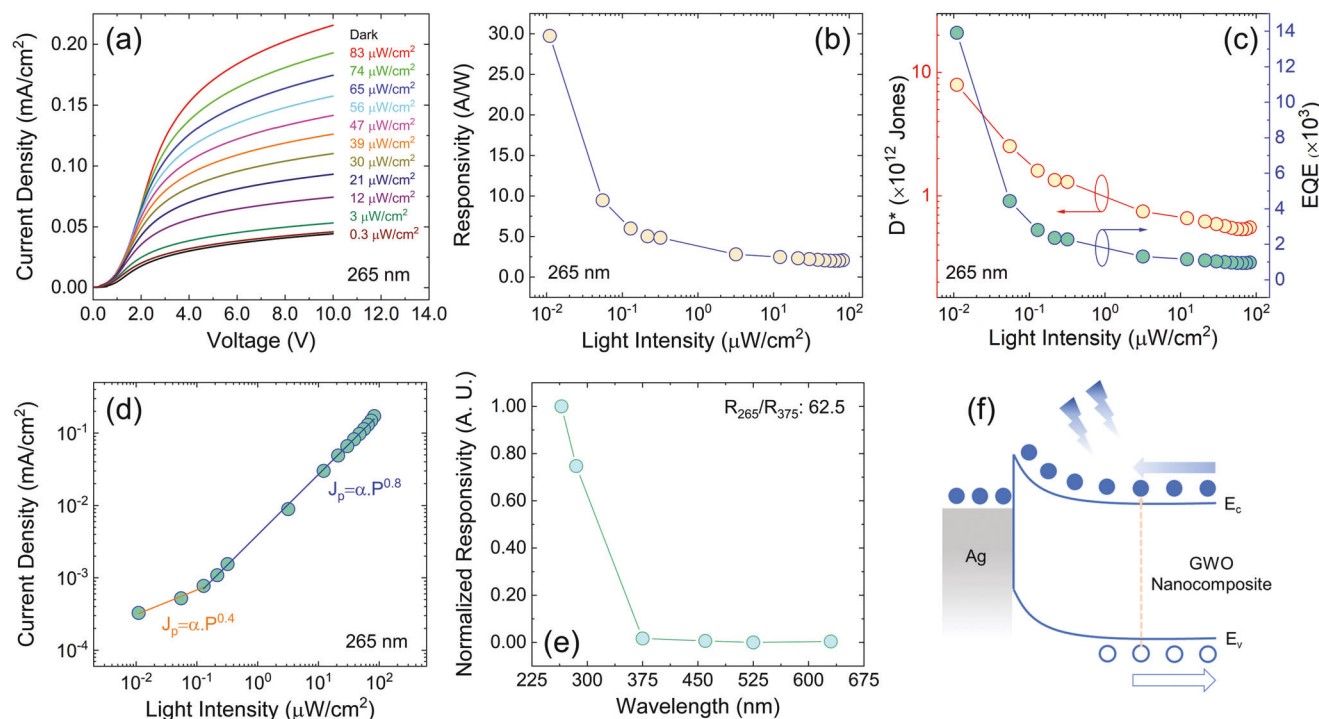 (a)
Current Density (mA/cm²)
0.20
0.15
0.10
0.05
0.00
Dark
83 μW/cm²
74 μW/cm²
65 μW/cm²
56 μW/cm²
47 μW/cm²
39 μW/cm²
30 μW/cm²
21 μW/cm²
12 μW/cm²
3 μW/cm²
0.3 μW/cm²
265 nm
0.0 2.0 4.0 6.0 8.0 10.0 12.0 14.0
Voltage (V)
(b)
Responsivity (A/W)
30.0
25.0
20.0
15.0
10.0
5.0
2.0
0.0
265 nm
10⁻² 10⁻¹ 10⁰ 10¹ 10²
Light Intensity (μW/cm²)
(c)
D* (×10¹² Jones)
10
1
EQE (×10³)
14
12
10
8
6
4
2
0
265 nm
10⁻² 10⁻¹ 10⁰ 10¹ 10²
Light Intensity (μW/cm²)
(d)
Current Density (mA/cm²)
10⁻¹
10⁻²
10⁻³
10⁻⁴
Jₚ=α.P⁰·⁸
Jₚ=α.P⁰·⁴
265 nm
10⁻² 10⁻¹ 10⁰ 10¹ 10²
Light Intensity (μW/cm²)
(e)
Normalized Responsivity (A. U.)
1.00
0.80
0.60
0.40
0.20
0.00
R₂₆₅/R₃₇₅: 62.5
225 300 375 450 525 600 675
Wavelength (nm)
(f)
Ag
E_c
GWO
Nanocomposite
E_v